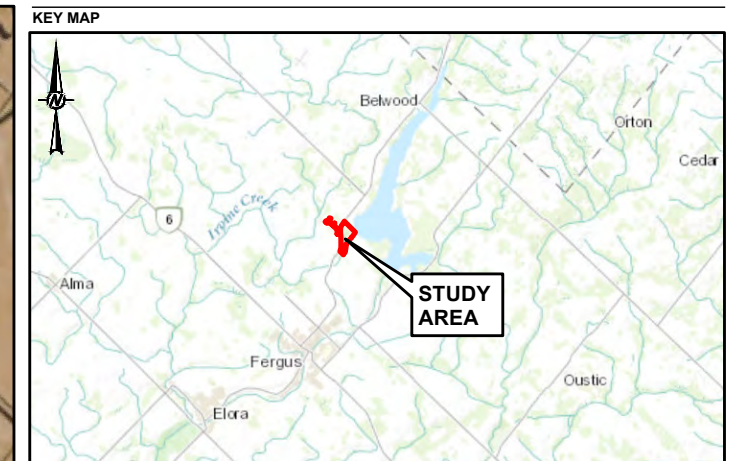 KEY MAP
N
Belwood
Orton
Cedar
Irvine Creek
6
Alma
STUDY
AREA
Fergus
Oustic
Elora